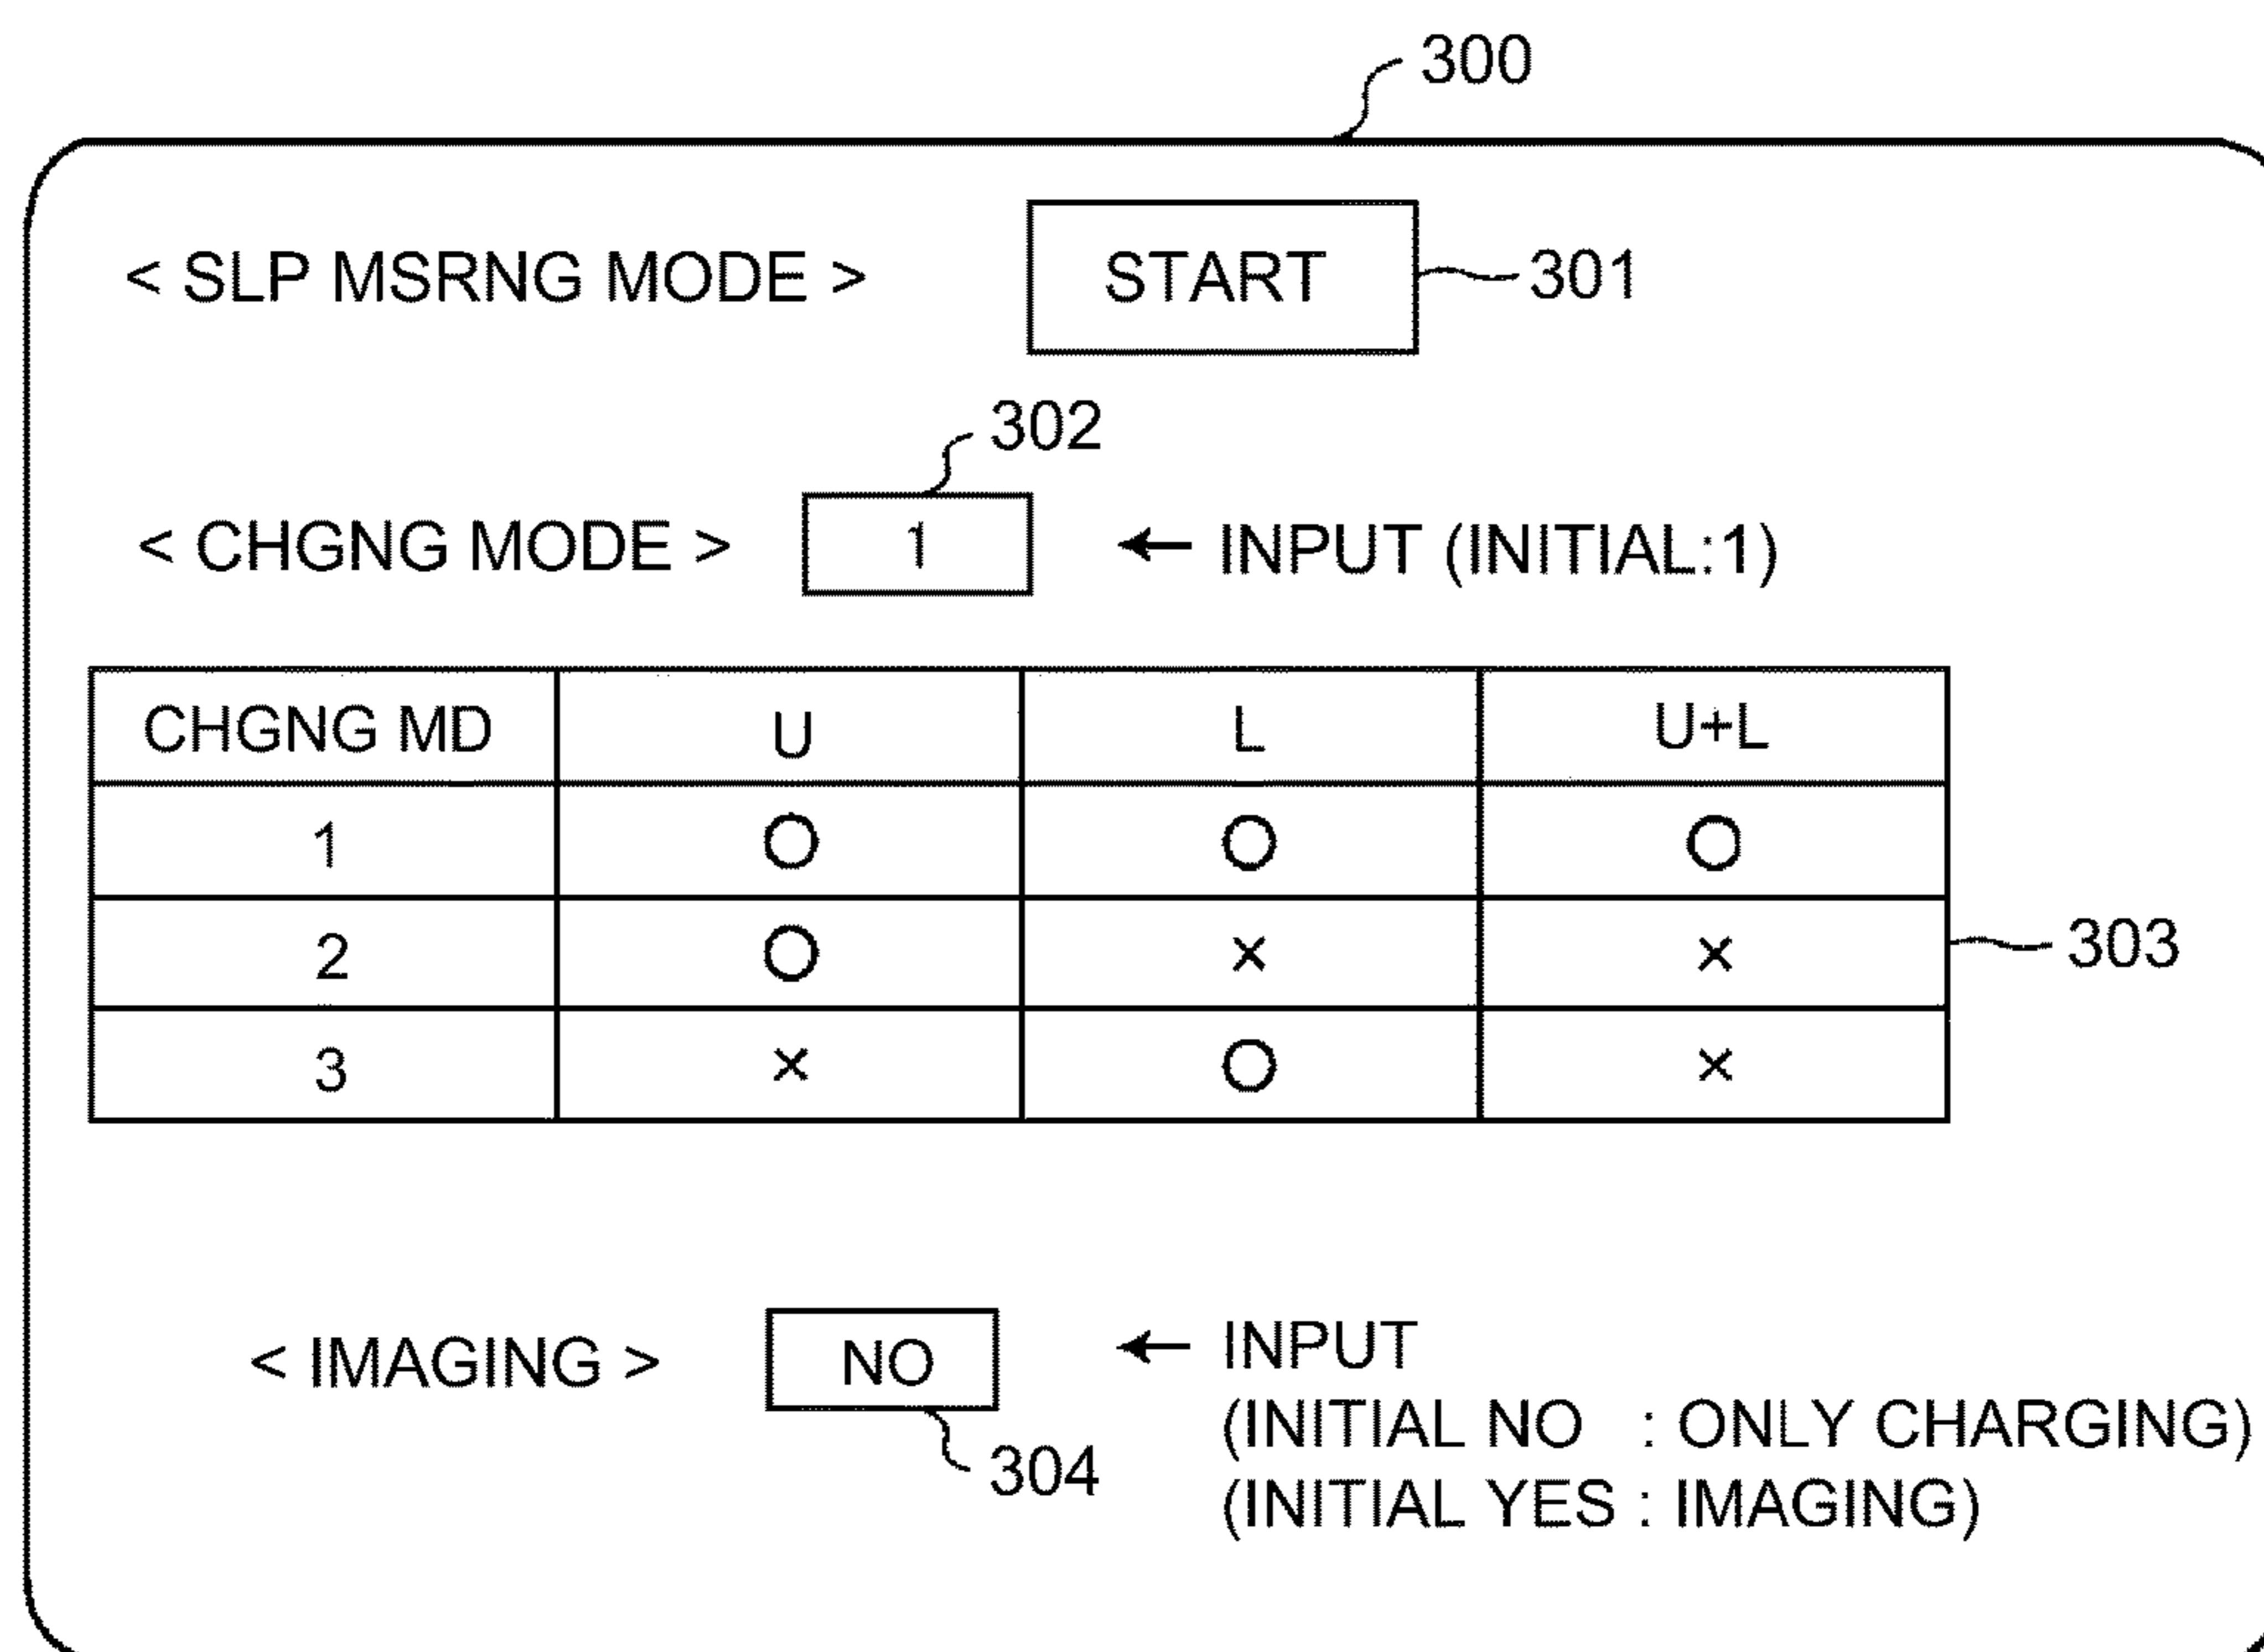 300
< SLP MSRNG MODE > START 301
302
< CHGNG MODE > 1 ← INPUT (INITIAL:1)
CHGNG MD U L U+L
1 ○ ○ ○
2 ○ × × 303
3 × ○ ×
< IMAGING > NO ← INPUT
(INITIAL NO : ONLY CHARGING)
304
(INITIAL YES : IMAGING)